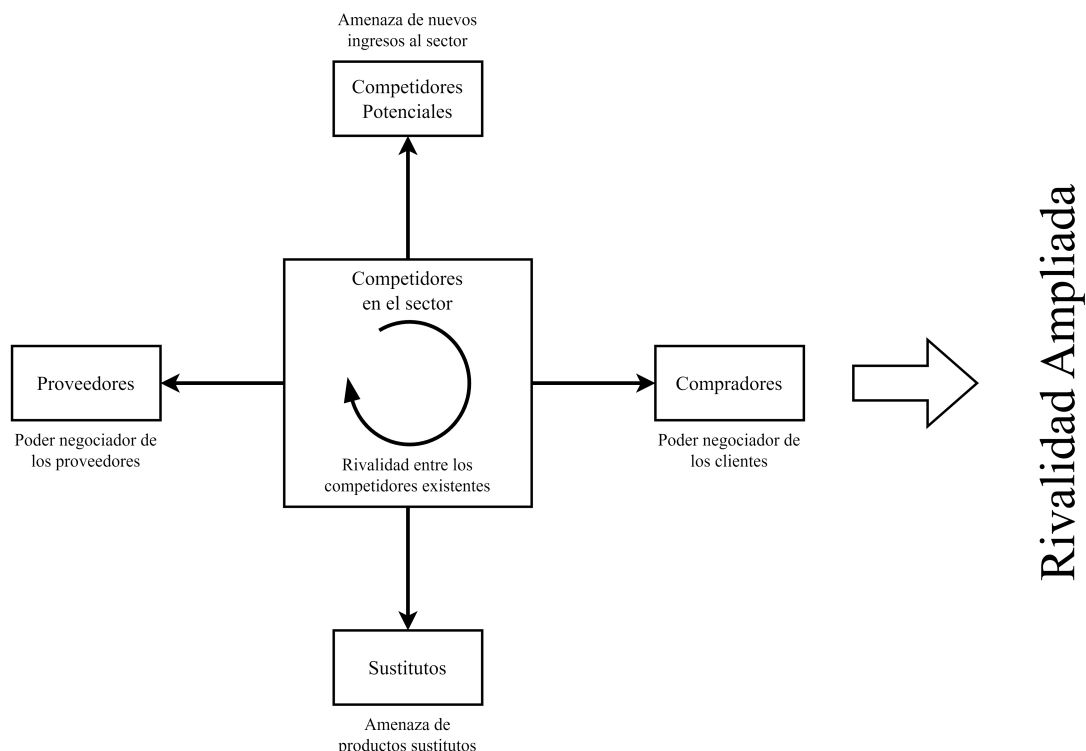 Amenaza de nuevos
ingresos al sector
Competidores
Potenciales
Competidores
en el sector
Rivalidad entre los
competidores existentes
Proveedores
Poder negociador de
los proveedores
Compradores
Poder negociador de
los clientes
Sustitutos
Amenaza de
productos sustitutos
Rivalidad Ampliada